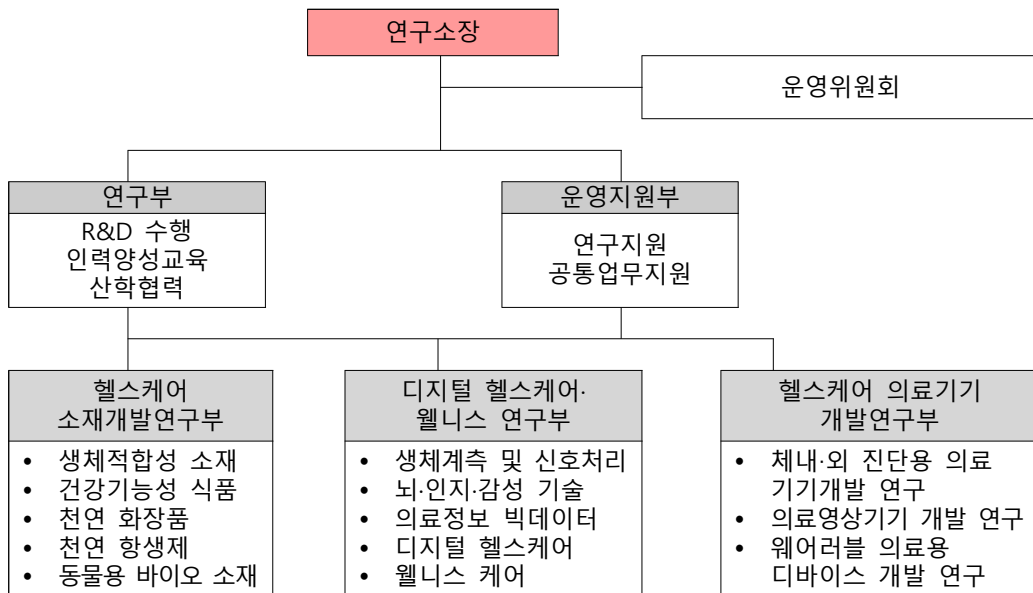 연구소장
운영위원회
연구부
R&D 수행
인력양성교육
산학협력
운영지원부
연구지원
공통업무지원
헬스케어
소재개발연구부
• 생체적합성 소재
• 건강기능성 식품
• 천연 화장품
• 천연 항생제
• 동물용 바이오 소재
디지털 헬스케어·
웰니스 연구부
• 생체계측 및 신호처리
• 뇌·인지·감성 기술
• 의료정보 빅데이터
• 디지털 헬스케어
• 웰니스 케어
헬스케어 의료기기
개발연구부
• 체내·외 진단용 의료
기기개발 연구
• 의료영상기기 개발 연구
• 웨어러블 의료용
디바이스 개발 연구